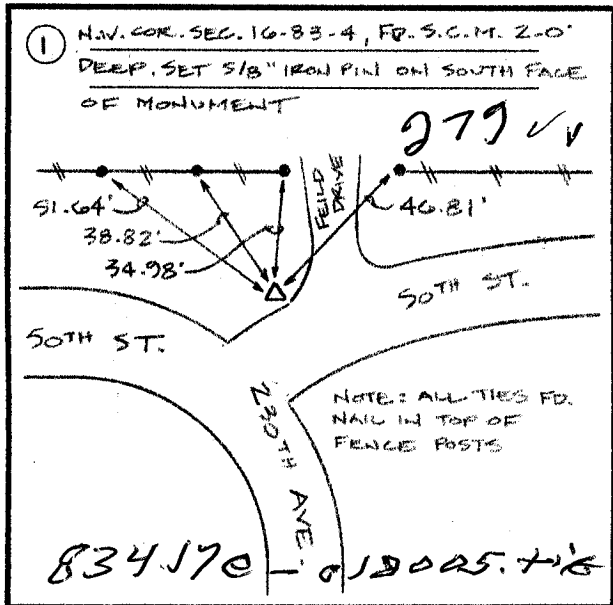 1 N.W. COR. SEC. 16-83-4, FD. S.C.M. 2-0'
DEEP. SET 5/8" IRON PIN ON SOUTH FACE
OF MONUMENT
279
FEILD
DRIVE
51.64'
38.82'
34.98'
46.81'
50TH ST.
50TH ST.
230TH AVE.
NOTE: ALL TIES FD.
NAIL IN TOP OF
FENCE POSTS